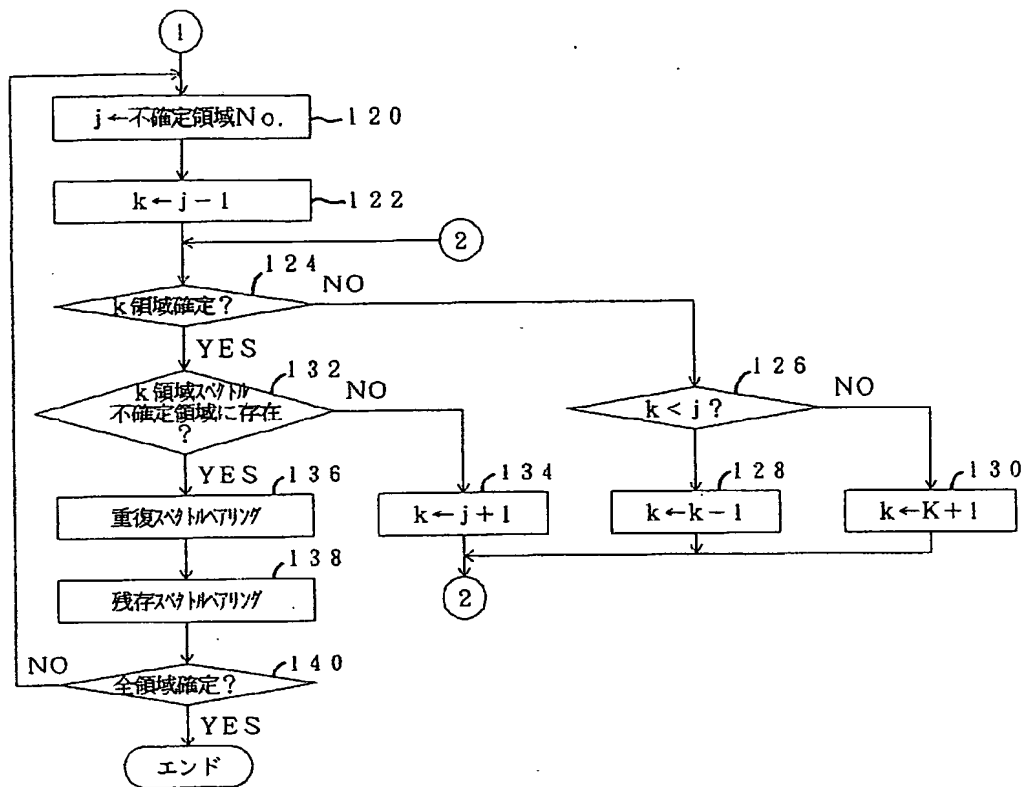 1
j←不確定領域No.
120
k←j-1
122
2
124
k領域確定?
NO
YES
132
k領域スペクトル
不確定領域に存在
?
NO
YES
126
k<j?
NO
136
重復スペクトルペアリング
134
k←j+1
128
k←k-1
130
k←K+1
138
残存スペクトルペアリング
2
140
全領域確定?
NO
YES
エンド